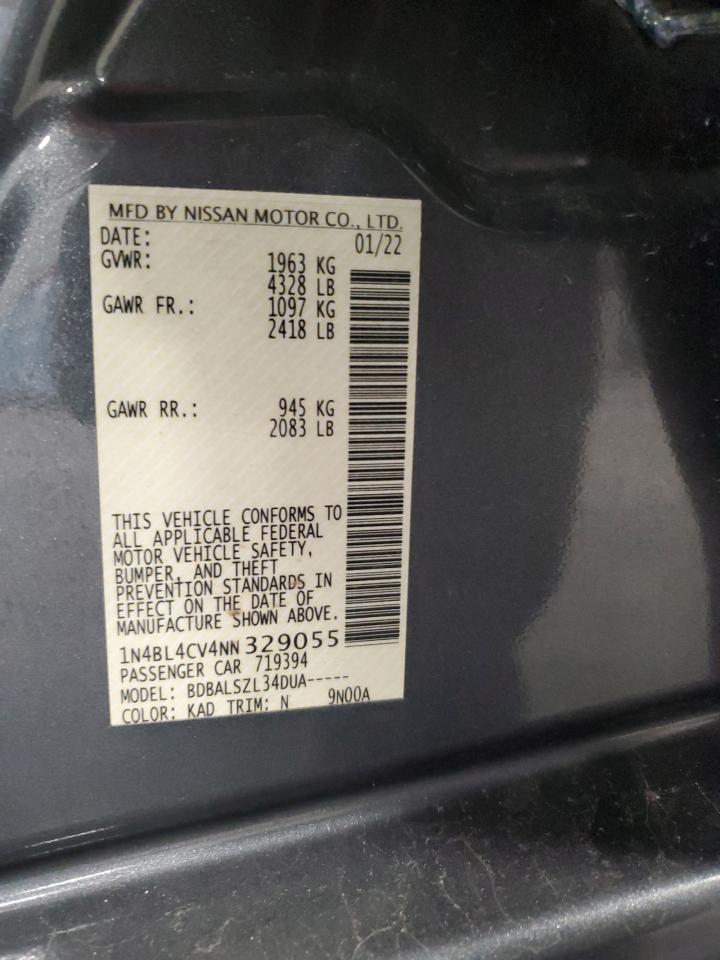 MFD BY NISSAN MOTOR CO., LTD.
DATE: 01/22
GVWR: 1963 KG
4328 LB
GAWR FR.: 1097 KG
2418 LB
GAWR RR.: 945 KG
2083 LB
THIS VEHICLE CONFORMS TO
ALL APPLICABLE FEDERAL
MOTOR VEHICLE SAFETY,
BUMPER, AND THEFT
PREVENTION STANDARDS IN
EFFECT ON THE DATE OF
MANUFACTURE SHOWN ABOVE.
1N4BL4CV4NN329055
PASSENGER CAR 719394
MODEL: BDBALSZL34DUA-----
COLOR: KAD TRIM: N 9N00A